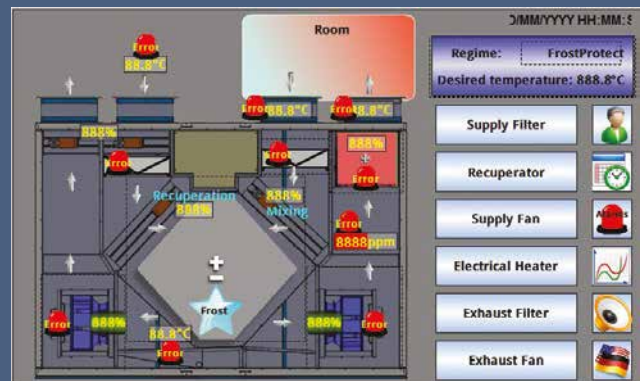 Room
D/MM/YYYY HH:MM:S
Error
88.8°C
Regime: FrostProtect
Desired temperature: 888.8°C
Error 88.8°C
Error 8.8°C
Supply Filter
888%
Error
Error
888%
+
Error
Recuperator
Recuperation
888%
888%
Mixing
Error
8888ppm
Supply Fan
Alarms
Electrical Heater
+
−
Frost
Error
888%
888%
Error
88.8°C
Error
Exhaust Filter
Exhaust Fan